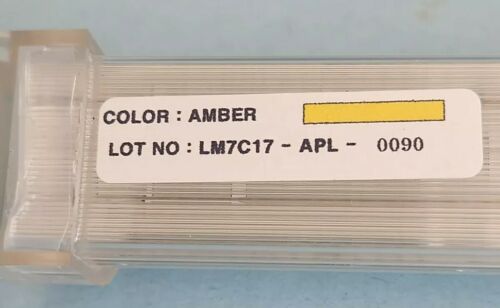 COLOR : AMBER
LOT NO : LM7C17 - APL - 0090